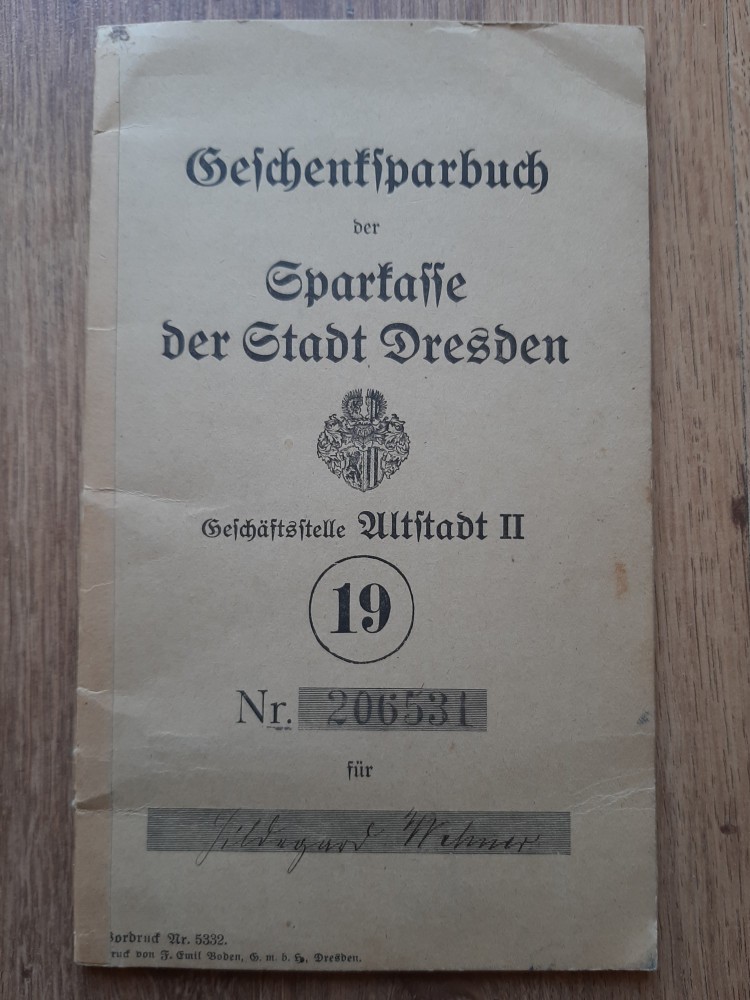 Geschenksparbuch
der
Sparkasse
der Stadt Dresden
Geschäftsstelle Altstadt II
19
Nr. 206531
für
Hildegard
Vordruck Nr. 5332.
Druck von F. Emil Boden, G. m. b. H., Dresden.